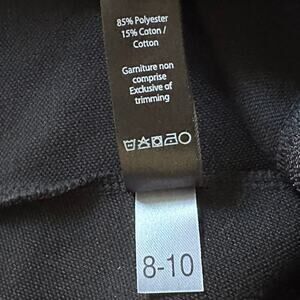 85% Polyester
15% Coton /
Cotton
Garniture non
comprise
Exclusive of
trimming
8-10